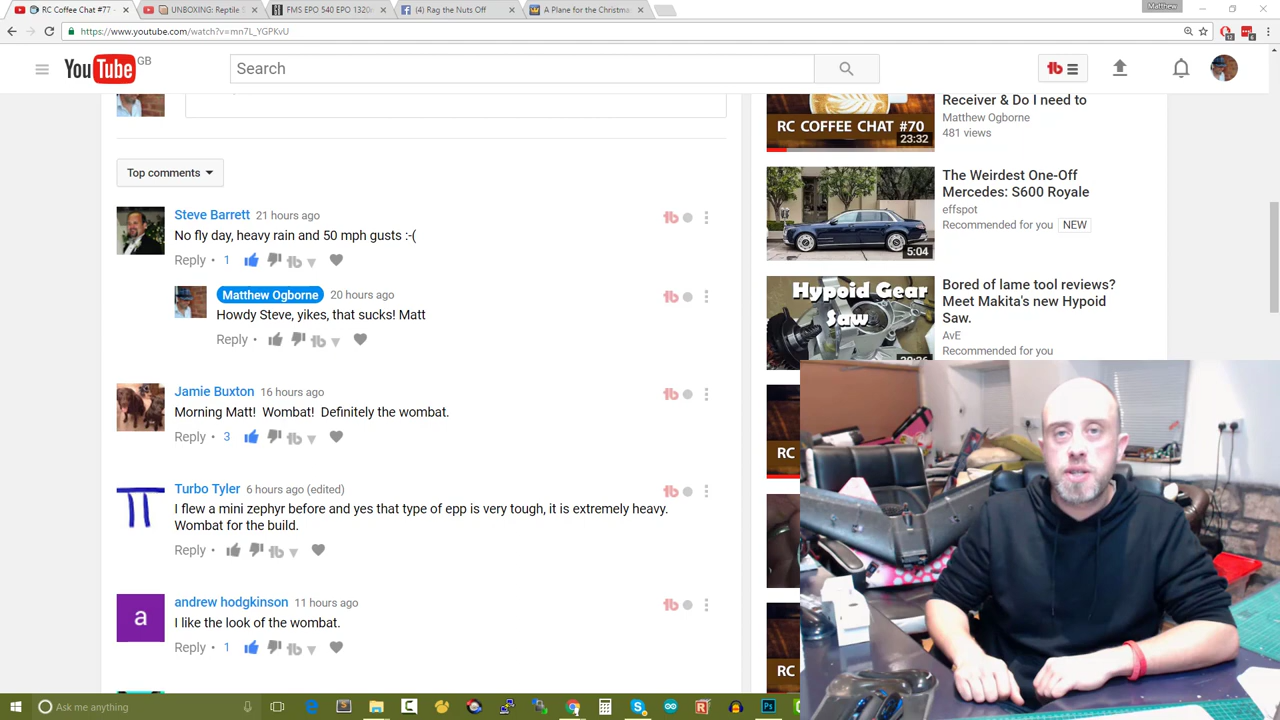 Matthew
RC Coffee Chat #77 -
UNBOXING: Reptile S
FMS EPO 540 EPO 1320
(4) Rag the Nuts Off
A Plane for the Christma
https://www.youtube.com/watch?v=mn7L_YGPKvU
12
6
YouTube GB
Search
tb
Top comments
Steve Barrett 21 hours ago
No fly day, heavy rain and 50 mph gusts :-(
Reply • 1
Matthew Ogborne 20 hours ago
Howdy Steve, yikes, that sucks! Matt
Reply •
Jamie Buxton 16 hours ago
Morning Matt! Wombat! Definitely the wombat.
Reply • 3
Turbo Tyler 6 hours ago (edited)
I flew a mini zephyr before and yes that type of epp is very tough, it is extremely heavy.
Wombat for the build.
Reply •
a
andrew hodgkinson 11 hours ago
I like the look of the wombat.
Reply • 1
RC COFFEE CHAT #70
23:32
Receiver & Do I need to
Matthew Ogborne
481 views
5:04
The Weirdest One-Off
Mercedes: S600 Royale
effspot
Recommended for you NEW
Hypoid Gear
Saw
Bored of lame tool reviews?
Meet Makita's new Hypoid
Saw.
AvE
Recommended for you
RC
RC
Ask me anything